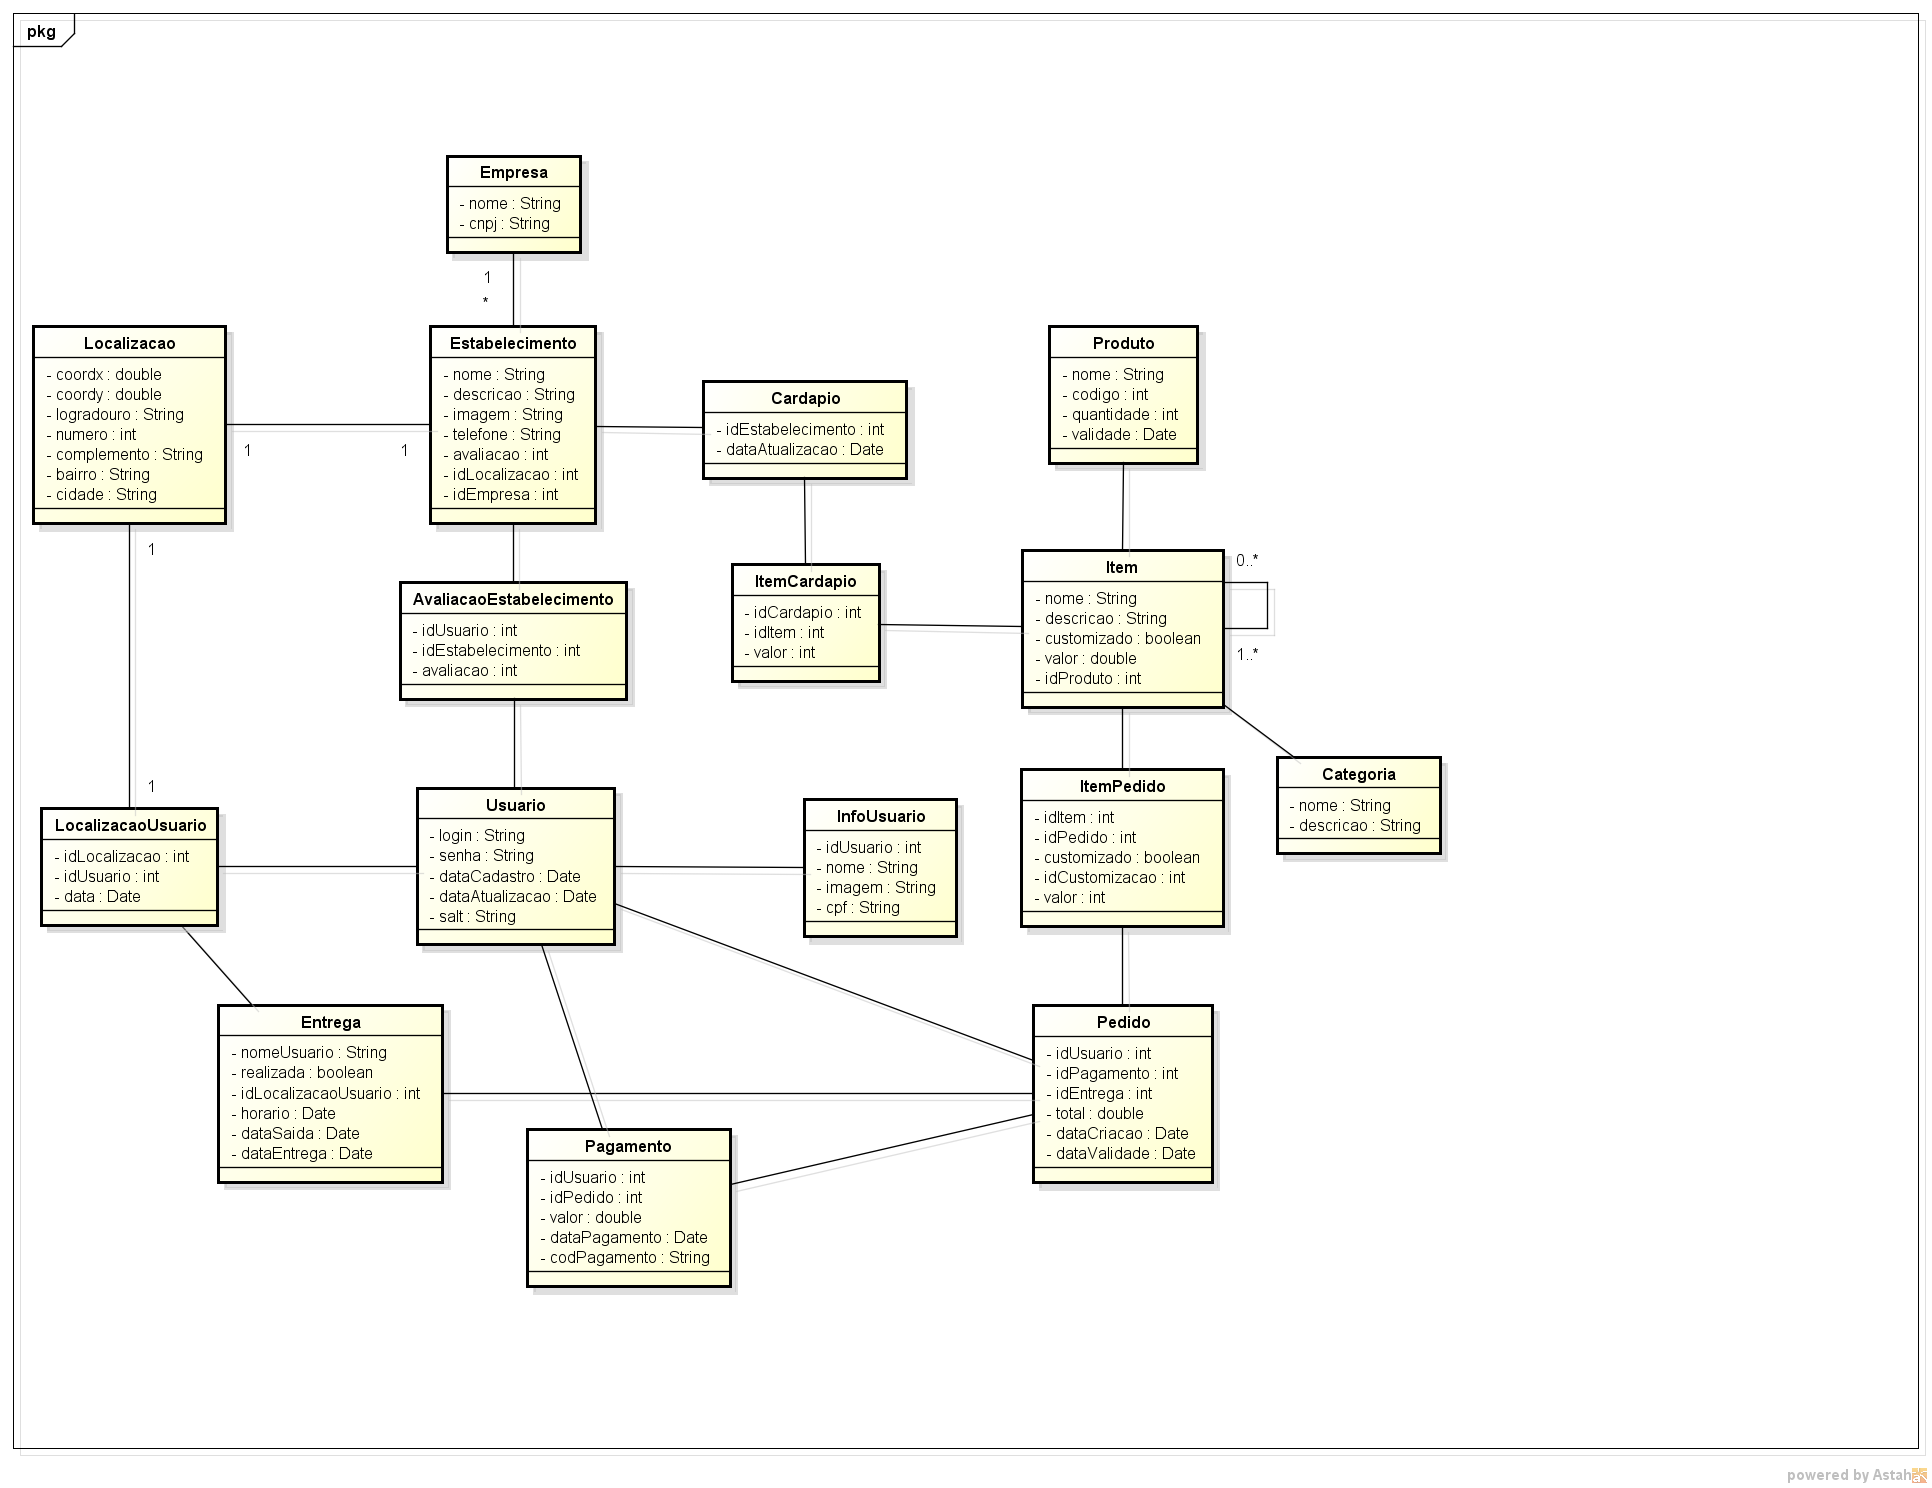 pkg
Empresa
- nome : String
- cnpj : String
1
*
Localizacao
- coordx : double
- coordy : double
- logradouro : String
- numero : int
- complemento : String
- bairro : String
- cidade : String
1
1
Estabelecimento
- nome : String
- descricao : String
- imagem : String
- telefone : String
- avaliacao : int
- idLocalizacao : int
- idEmpresa : int
Cardapio
- idEstabelecimento : int
- dataAtualizacao : Date
Produto
- nome : String
- codigo : int
- quantidade : int
- validade : Date
1
1
AvaliacaoEstabelecimento
- idUsuario : int
- idEstabelecimento : int
- avaliacao : int
ItemCardapio
- idCardapio : int
- idItem : int
- valor : int
Item
- nome : String
- descricao : String
- customizado : boolean
- valor : double
- idProduto : int
0..*
1..*
LocalizacaoUsuario
- idLocalizacao : int
- idUsuario : int
- data : Date
Usuario
- login : String
- senha : String
- dataCadastro : Date
- dataAtualizacao : Date
- salt : String
InfoUsuario
- idUsuario : int
- nome : String
- imagem : String
- cpf : String
ItemPedido
- idItem : int
- idPedido : int
- customizado : boolean
- idCustomizacao : int
- valor : int
Categoria
- nome : String
- descricao : String
Entrega
- nomeUsuario : String
- realizada : boolean
- idLocalizacaoUsuario : int
- horario : Date
- dataSaida : Date
- dataEntrega : Date
Pagamento
- idUsuario : int
- idPedido : int
- valor : double
- dataPagamento : Date
- codPagamento : String
Pedido
- idUsuario : int
- idPagamento : int
- idEntrega : int
- total : double
- dataCriacao : Date
- dataValidade : Date
powered by Astah